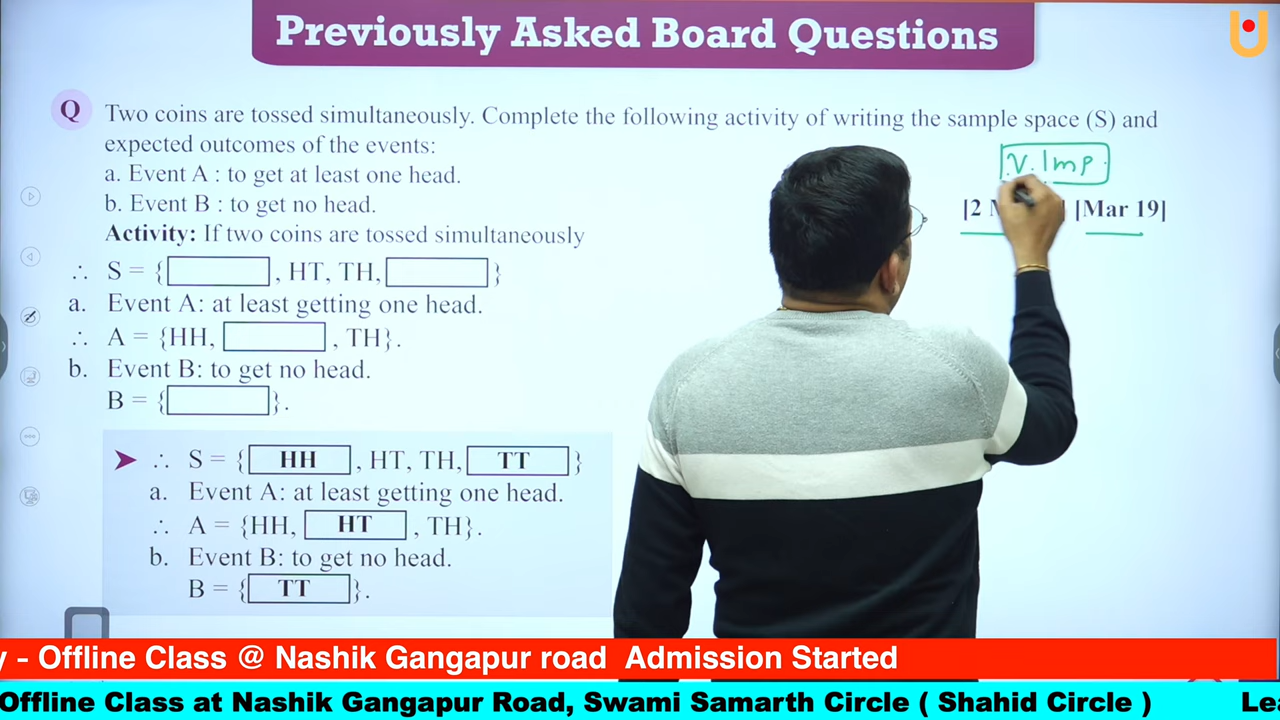 Previously Asked Board Questions
Q Two coins are tossed simultaneously. Complete the following activity of writing the sample space (S) and
expected outcomes of the events:
V. Imp.
a. Event A : to get at least one head.
b. Event B : to get no head.
[2 [Mar 19]
Activity: If two coins are tossed simultaneously
∴ S = { , HT, TH, }
a. Event A: at least getting one head.
∴ A = {HH, , TH}.
b. Event B: to get no head.
B = { }.
➤ ∴ S = { HH , HT, TH, TT }
a. Event A: at least getting one head.
∴ A = {HH, HT , TH}.
b. Event B: to get no head.
B = { TT }.
y - Offline Class @ Nashik Gangapur road Admission Started
Offline Class at Nashik Gangapur Road, Swami Samarth Circle ( Shahid Circle )